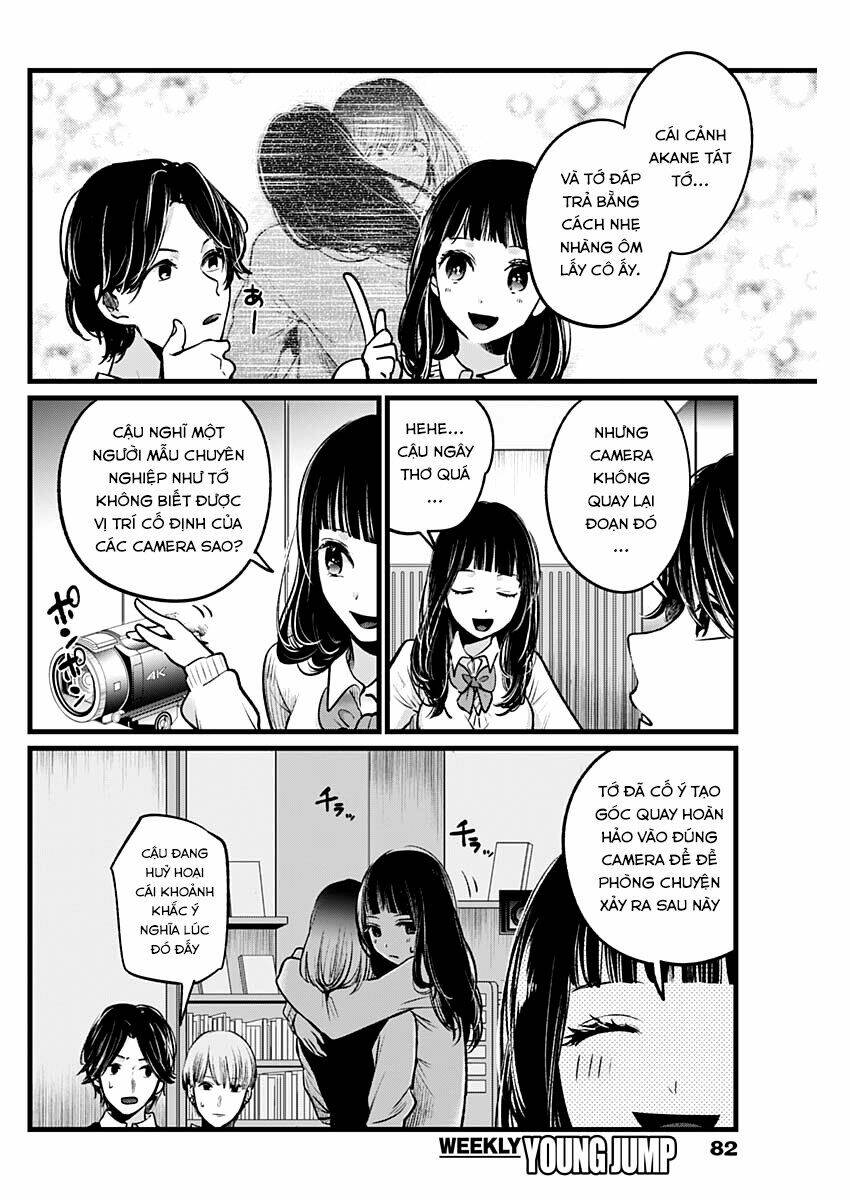 CÁI CẢNH
AKANE TÁT
TỚ...
VÀ TỚ ĐÁP
TRẢ BẰNG
CÁCH NHẸ
NHÀNG ÔM
LẤY CÔ ẤY.
あー
NHƯNG
CAMERA
KHÔNG
QUAY LẠI
ĐOẠN ĐÓ
...
HEHE...
CẬU NGÂY
THƠ QUÁ
...
CẬU NGHĨ MỘT
NGƯỜI MẪU CHUYÊN
NGHIỆP NHƯ TỚ
KHÔNG BIẾT ĐƯỢC
VỊ TRÍ CỐ ĐỊNH CỦA
CÁC CAMERA SAO?
ポン
ポン
4K
TỚ ĐÃ CỐ Ý TẠO
GÓC QUAY HOÀN
HẢO VÀO ĐÚNG
CAMERA ĐỂ ĐỀ
PHÒNG CHUYỆN
XẢY RA SAU NÀY
チラッ
チラッ
CẬU ĐANG
HUỶ HOẠI
CÁI KHOẢNH
KHẮC Ý
NGHĨA LÚC
ĐÓ ĐẤY
WEEKLY YOUNG JUMP 82